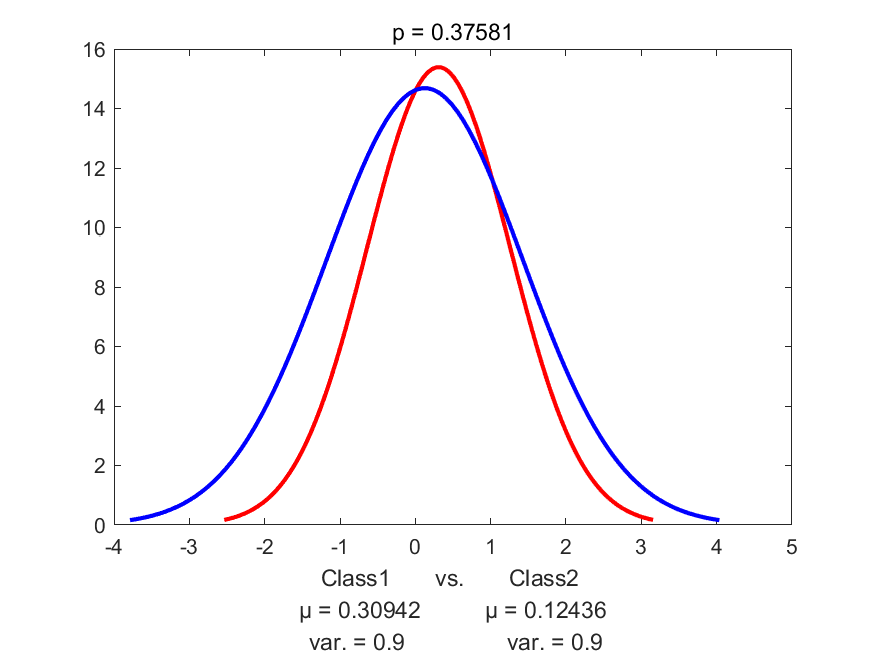 p = 0.37581
16
14
12
10
8
6
4
2
0
-4 -3 -2 -1 0 1 2 3 4 5
Class1 vs. Class2
μ = 0.30942 μ = 0.12436
var. = 0.9 var. = 0.9